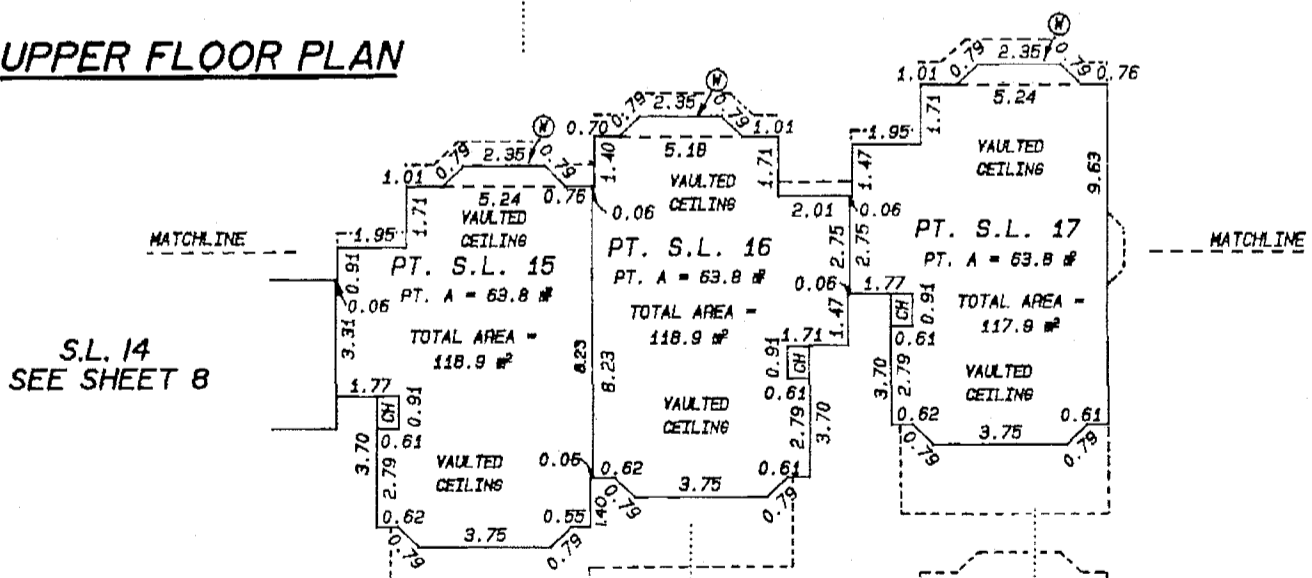 UPPER FLOOR PLAN
W
1.01 0.79 2.35 0.79 0.76
5.24
1.71
1.95
1.47
VAULTED
CEILING
9.63
W
0.70 0.79 2.35 0.79 1.01
5.18
1.40
1.71
VAULTED
CEILING
2.01
0.06
W
1.01 0.79 2.35 0.79 0.76
5.24
1.71
1.95
0.91
VAULTED
CEILING
0.06
MATCHLINE
MATCHLINE
PT. S.L. 15
PT. A = 63.8 m²
TOTAL AREA =
118.9 m²
0.06
3.31
8.23
8.23
PT. S.L. 16
PT. A = 63.8 m²
TOTAL AREA =
118.9 m²
2.75
2.75
0.06
1.47
PT. S.L. 17
PT. A = 63.8 m²
TOTAL AREA =
117.9 m²
1.77
CH
0.91
0.61
3.70
2.79
VAULTED
CEILING
0.62
0.79
3.75
0.79
0.61
S.L. 14
SEE SHEET 8
1.77
CH
0.91
0.61
3.70
2.79
VAULTED
CEILING
0.62
0.79
3.75
0.79
0.55
1.40
0.06
1.71
0.91
CH
0.61
2.79
3.70
VAULTED
CEILING
0.62
0.79
3.75
0.79
0.61